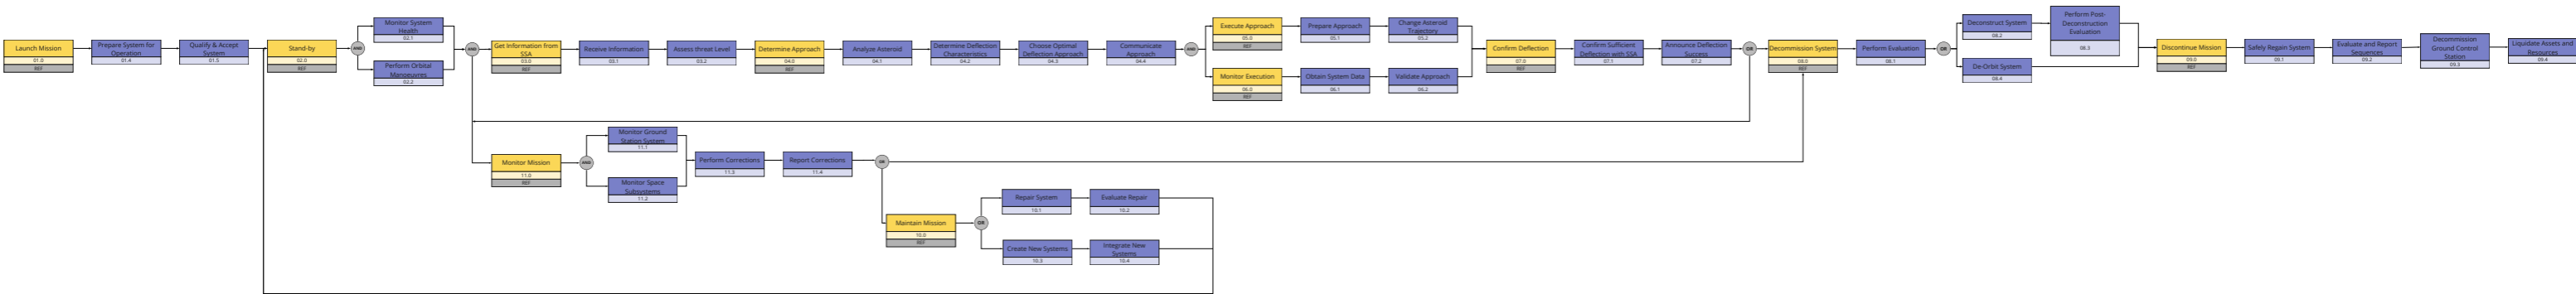 Launch Mission
01.0
REF
Prepare System for
Operation
01.4
Qualify & Accept
System
01.5
Stand-by
02.0
REF
AND
Monitor System
Health
02.1
Perform Orbital
Manoeuvres
02.2
AND
Get Information from
SSA
03.0
REF
Receive Information
03.1
Assess threat Level
03.2
Determine Approach
04.0
REF
Analyze Asteroid
04.1
Determine Deflection
Characteristics
04.2
Choose Optimal
Deflection Approach
04.3
Communicate
Approach
04.4
AND
Execute Approach
05.0
REF
Prepare Approach
05.1
Change Asteroid
Trajectory
05.2
Monitor Execution
06.0
REF
Obtain System Data
06.1
Validate Approach
06.2
Confirm Deflection
07.0
REF
Confirm Sufficient
Deflection with SSA
07.1
Announce Deflection
Success
07.2
OR
Decommission System
08.0
REF
Perform Evaluation
08.1
OR
Deconstruct System
08.2
Perform Post-
Deconstruction
Evaluation
08.3
De-Orbit System
08.4
Discontinue Mission
09.0
REF
Safely Regain System
09.1
Evaluate and Report
Sequences
09.2
Decommission
Ground Control
Station
09.3
Liquidate Assets and
Resources
09.4
Monitor Mission
11.0
REF
AND
Monitor Ground
Station System
11.1
Monitor Space
Subsystems
11.2
Perform Corrections
11.3
Report Corrections
11.4
OR
Maintain Mission
10.0
REF
OR
Repair System
10.1
Evaluate Repair
10.2
Create New Systems
10.3
Integrate New
Systems
10.4